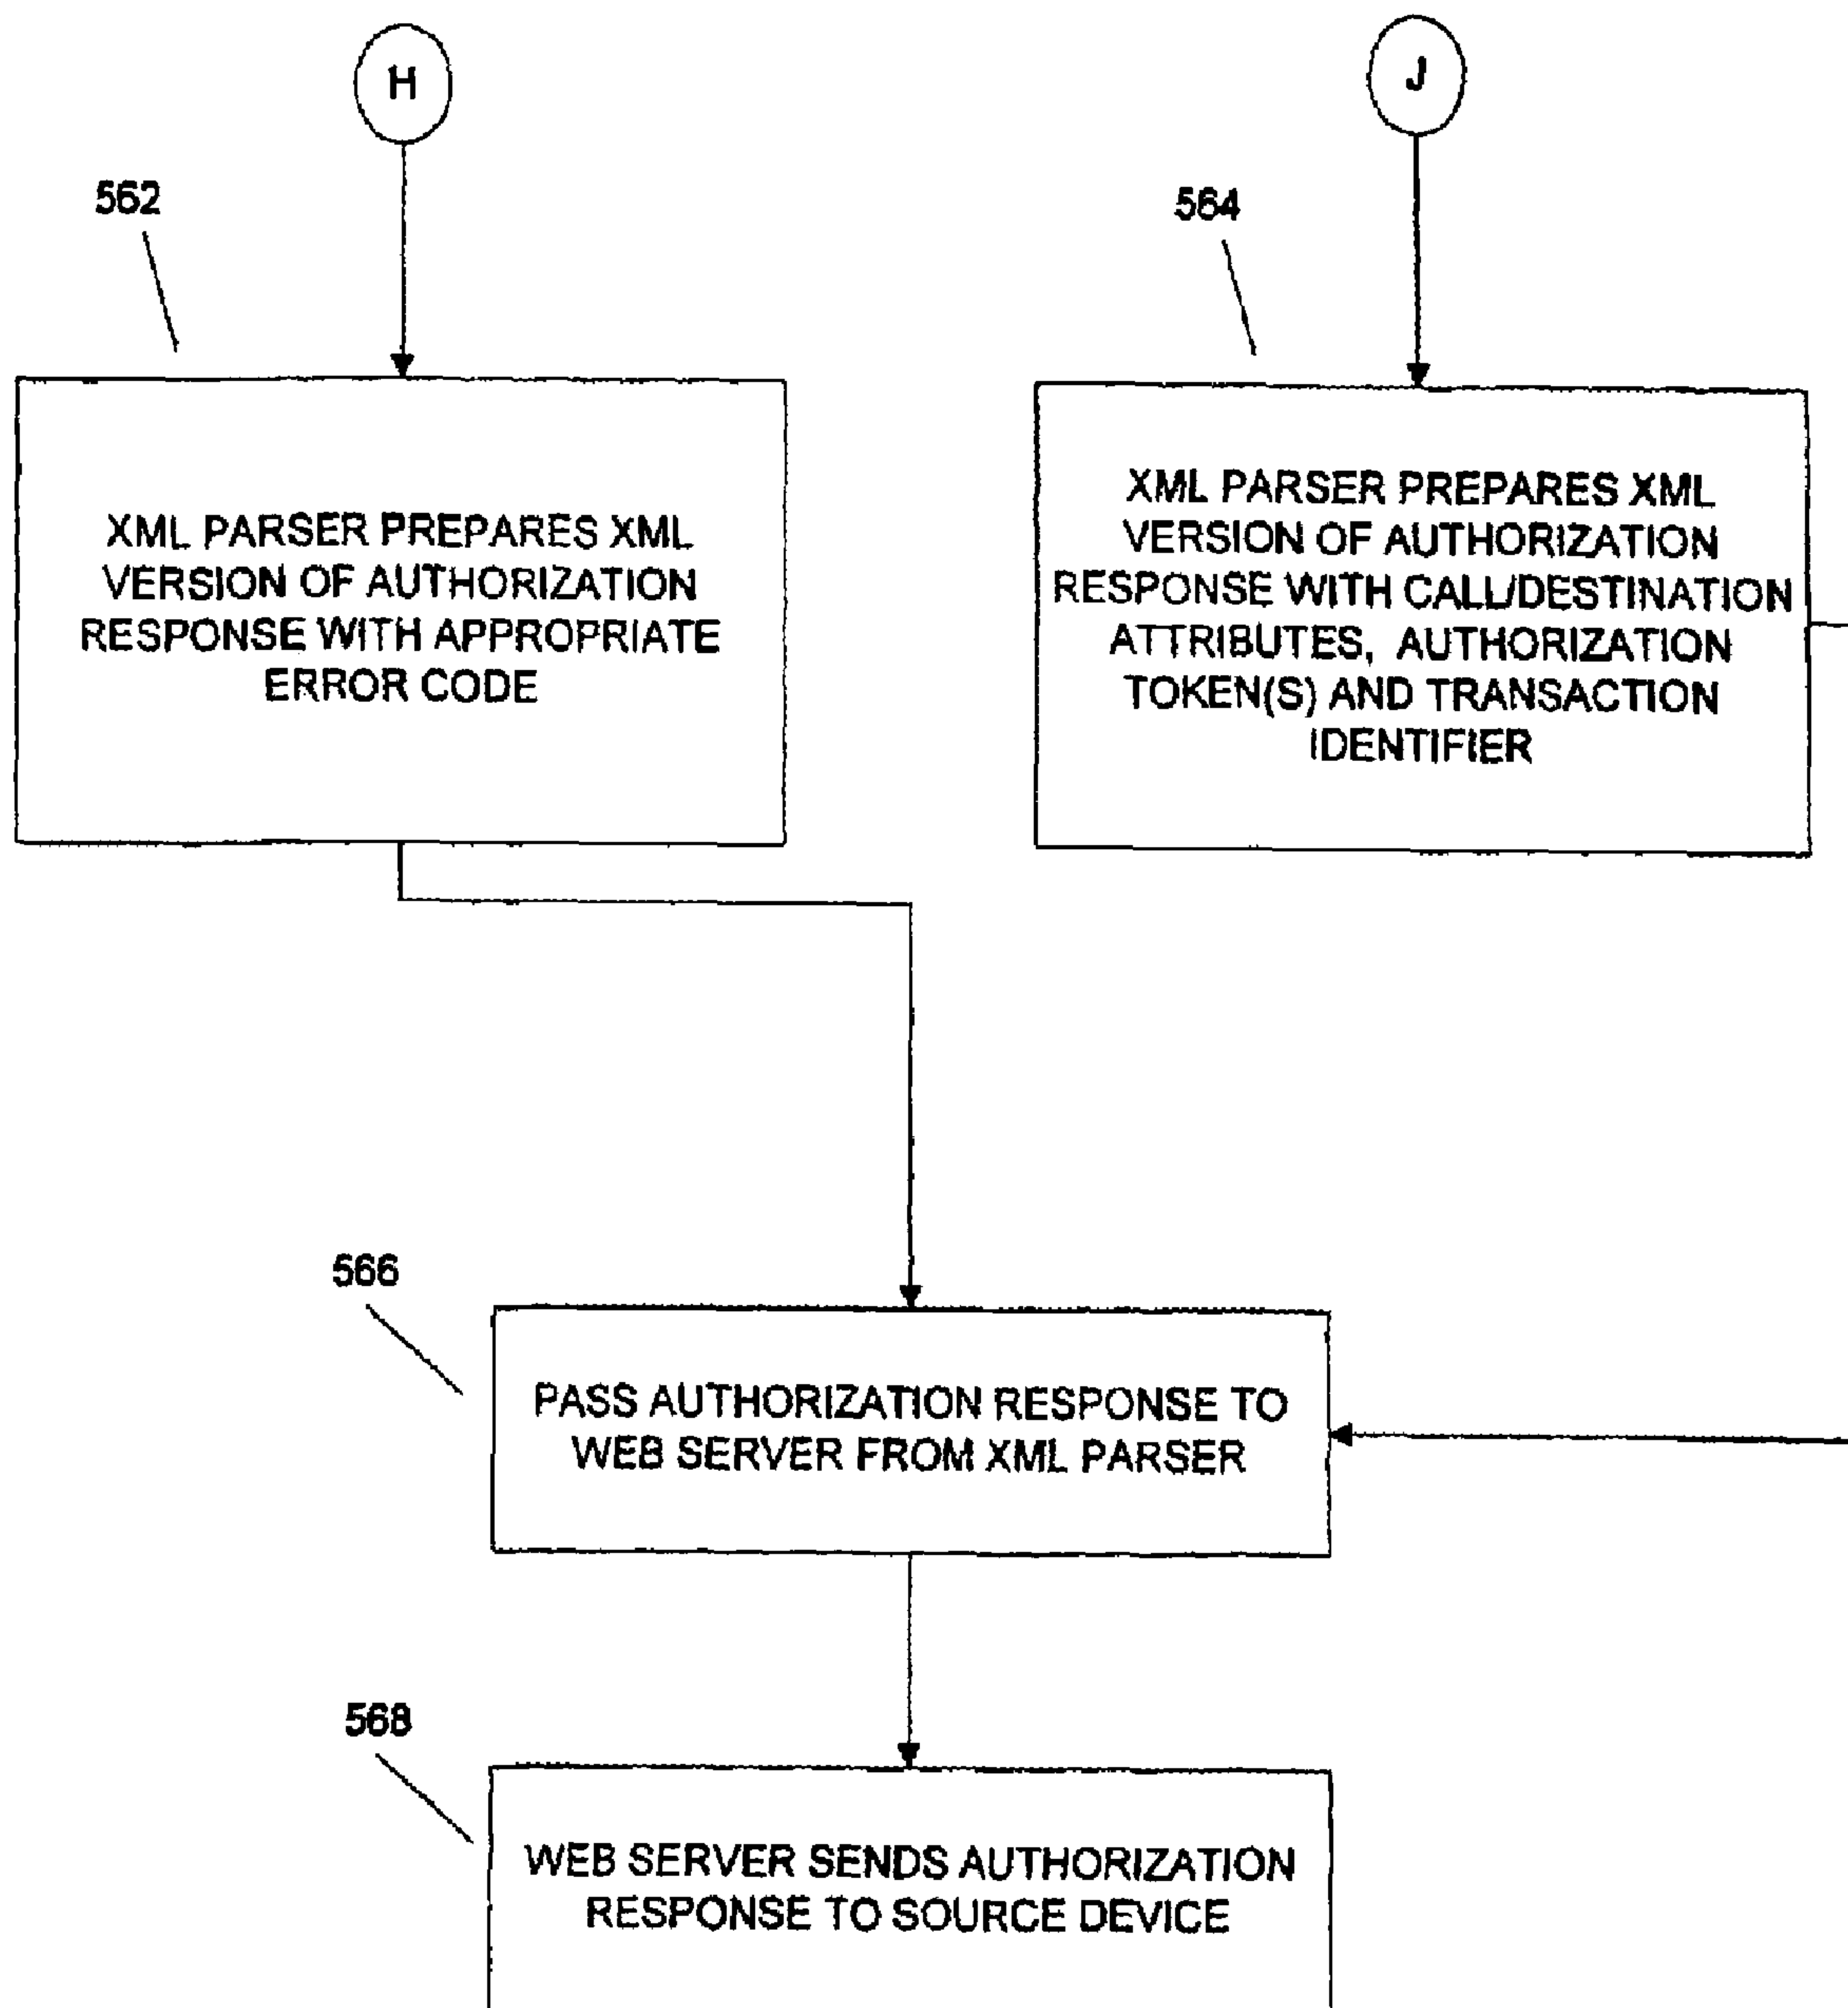 H
J
562
564
XML PARSER PREPARES XML
VERSION OF AUTHORIZATION
RESPONSE WITH APPROPRIATE
ERROR CODE
XML PARSER PREPARES XML
VERSION OF AUTHORIZATION
RESPONSE WITH CALL/DESTINATION
ATTRIBUTES, AUTHORIZATION
TOKEN(S) AND TRANSACTION
IDENTIFIER
566
PASS AUTHORIZATION RESPONSE TO
WEB SERVER FROM XML PARSER
568
WEB SERVER SENDS AUTHORIZATION
RESPONSE TO SOURCE DEVICE